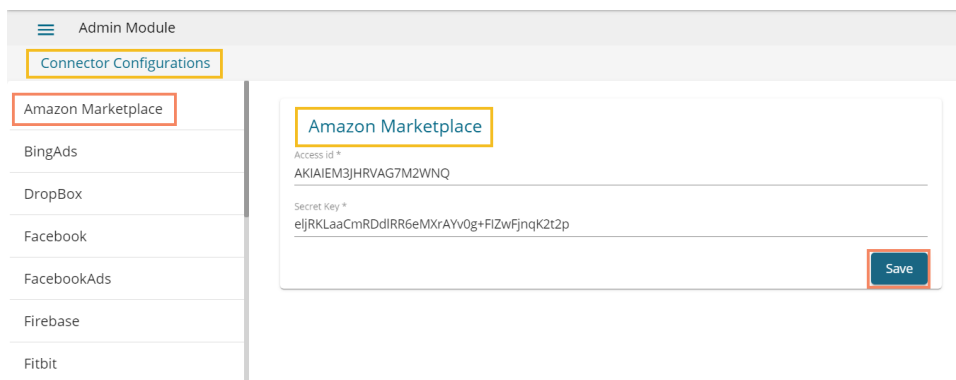 Admin Module
Connector Configurations
Amazon Marketplace
BingAds
DropBox
Facebook
FacebookAds
Firebase
Fitbit
Amazon Marketplace
Access id *
AKIAIEM3JHRVAG7M2WNQ
Secret Key *
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
Save